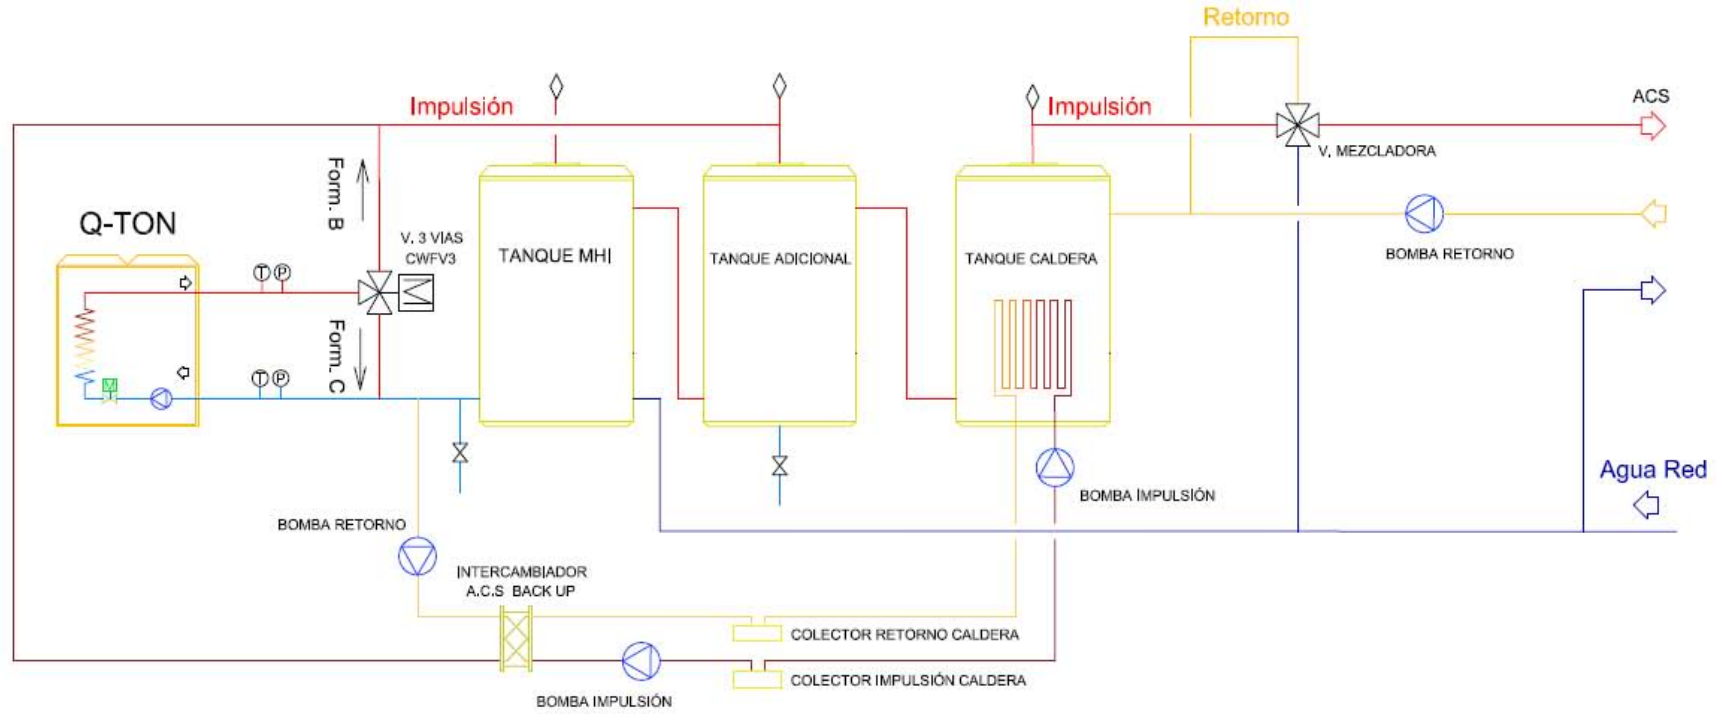 Retorno
Impulsión
Impulsión
ACS
V. MEZCLADORA
Form. B
Q-TON
V. 3 VIAS
CWFV3
TANQUE MHI
TANQUE ADICIONAL
TANQUE CALDERA
BOMBA RETORNO
T P
Form. C
T P
M
Agua Red
BOMBA IMPULSIÓN
BOMBA RETORNO
INTERCAMBIADOR
A.C.S BACK UP
COLECTOR RETORNO CALDERA
COLECTOR IMPULSIÓN CALDERA
BOMBA IMPULSIÓN